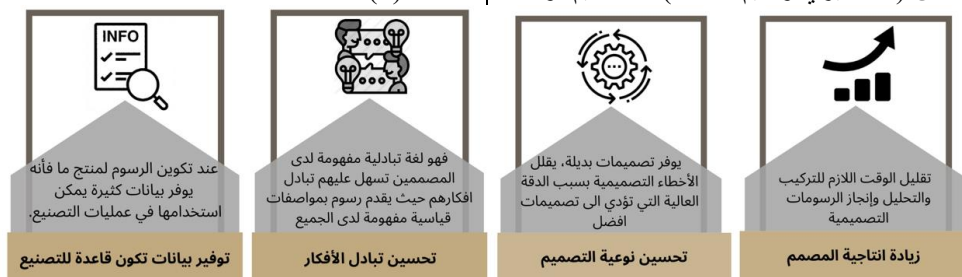 تقليل الوقت اللازم للتركيب
والتحليل وإنجاز الرسومات
التصميمية
زيادة انتاجية المصمم
يوفر تصميمات بديلة، يقلل
الأخطاء التصميمية بسبب الدقة
العالية التي تؤدي الى تصميمات
افضل
تحسين نوعية التصميم
فهو لغة تبادلية مفهومة لدى
المصممين تسهل عليهم تبادل
افكارهم حيث يقدم رسوم بمواصفات
قياسية مفهومة لدى الجميع
تحسين تبادل الأفكار
INFO
عند تكوين الرسوم لمنتج ما فأنه
يوفر بيانات كثيرة يمكن
استخدامها في عمليات التصنيع.
توفير بيانات تكون قاعدة للتصنيع